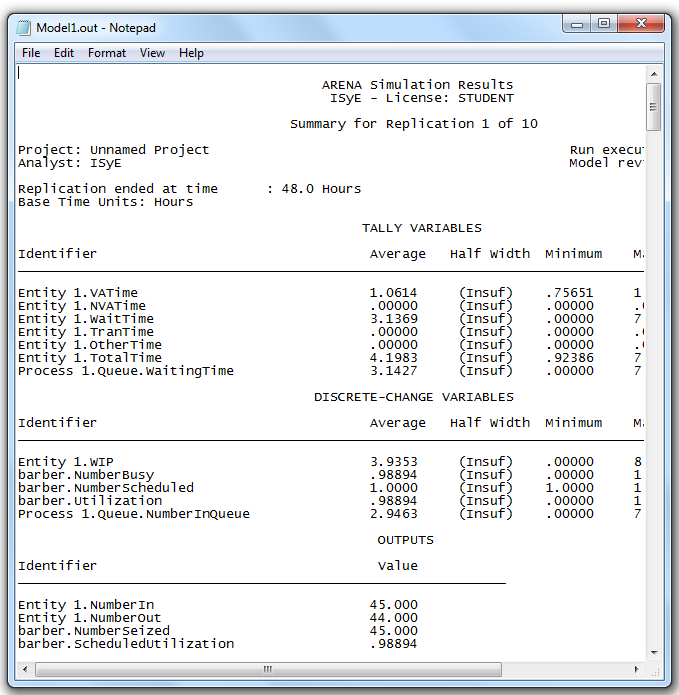 Model1.out - Notepad
File Edit Format View Help
ARENA Simulation Results
ISyE - License: STUDENT
Summary for Replication 1 of 10
Project: Unnamed Project Run execu
Analyst: ISyE Model rev
Replication ended at time : 48.0 Hours
Base Time Units: Hours
TALLY VARIABLES
Identifier Average Half Width Minimum Ma
Entity 1.VATime 1.0614 (Insuf) .75651 1
Entity 1.NVATime .00000 (Insuf) .00000 .0
Entity 1.WaitTime 3.1369 (Insuf) .00000 7
Entity 1.TranTime .00000 (Insuf) .00000 .0
Entity 1.OtherTime .00000 (Insuf) .00000 .0
Entity 1.TotalTime 4.1983 (Insuf) .92386 7
Process 1.Queue.WaitingTime 3.1427 (Insuf) .00000 7
DISCRETE-CHANGE VARIABLES
Identifier Average Half Width Minimum Ma
Entity 1.WIP 3.9353 (Insuf) .00000 8
barber.NumberBusy .98894 (Insuf) .00000 1
barber.NumberScheduled 1.0000 (Insuf) 1.0000 1
barber.Utilization .98894 (Insuf) .00000 1
Process 1.Queue.NumberInQueue 2.9463 (Insuf) .00000 7
OUTPUTS
Identifier Value
Entity 1.NumberIn 45.000
Entity 1.NumberOut 44.000
barber.NumberSeized 45.000
barber.ScheduledUtilization .98894